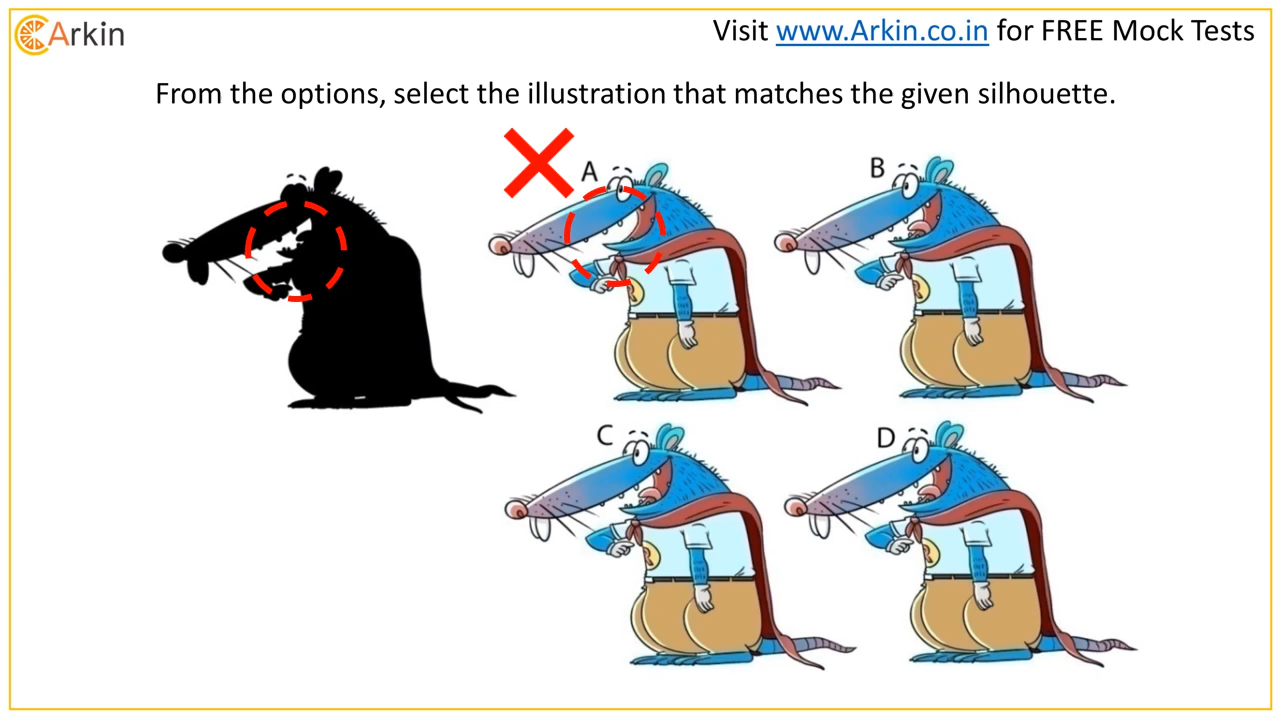 Arkin
Visit www.Arkin.co.in for FREE Mock Tests
From the options, select the illustration that matches the given silhouette.
A
B
C
D